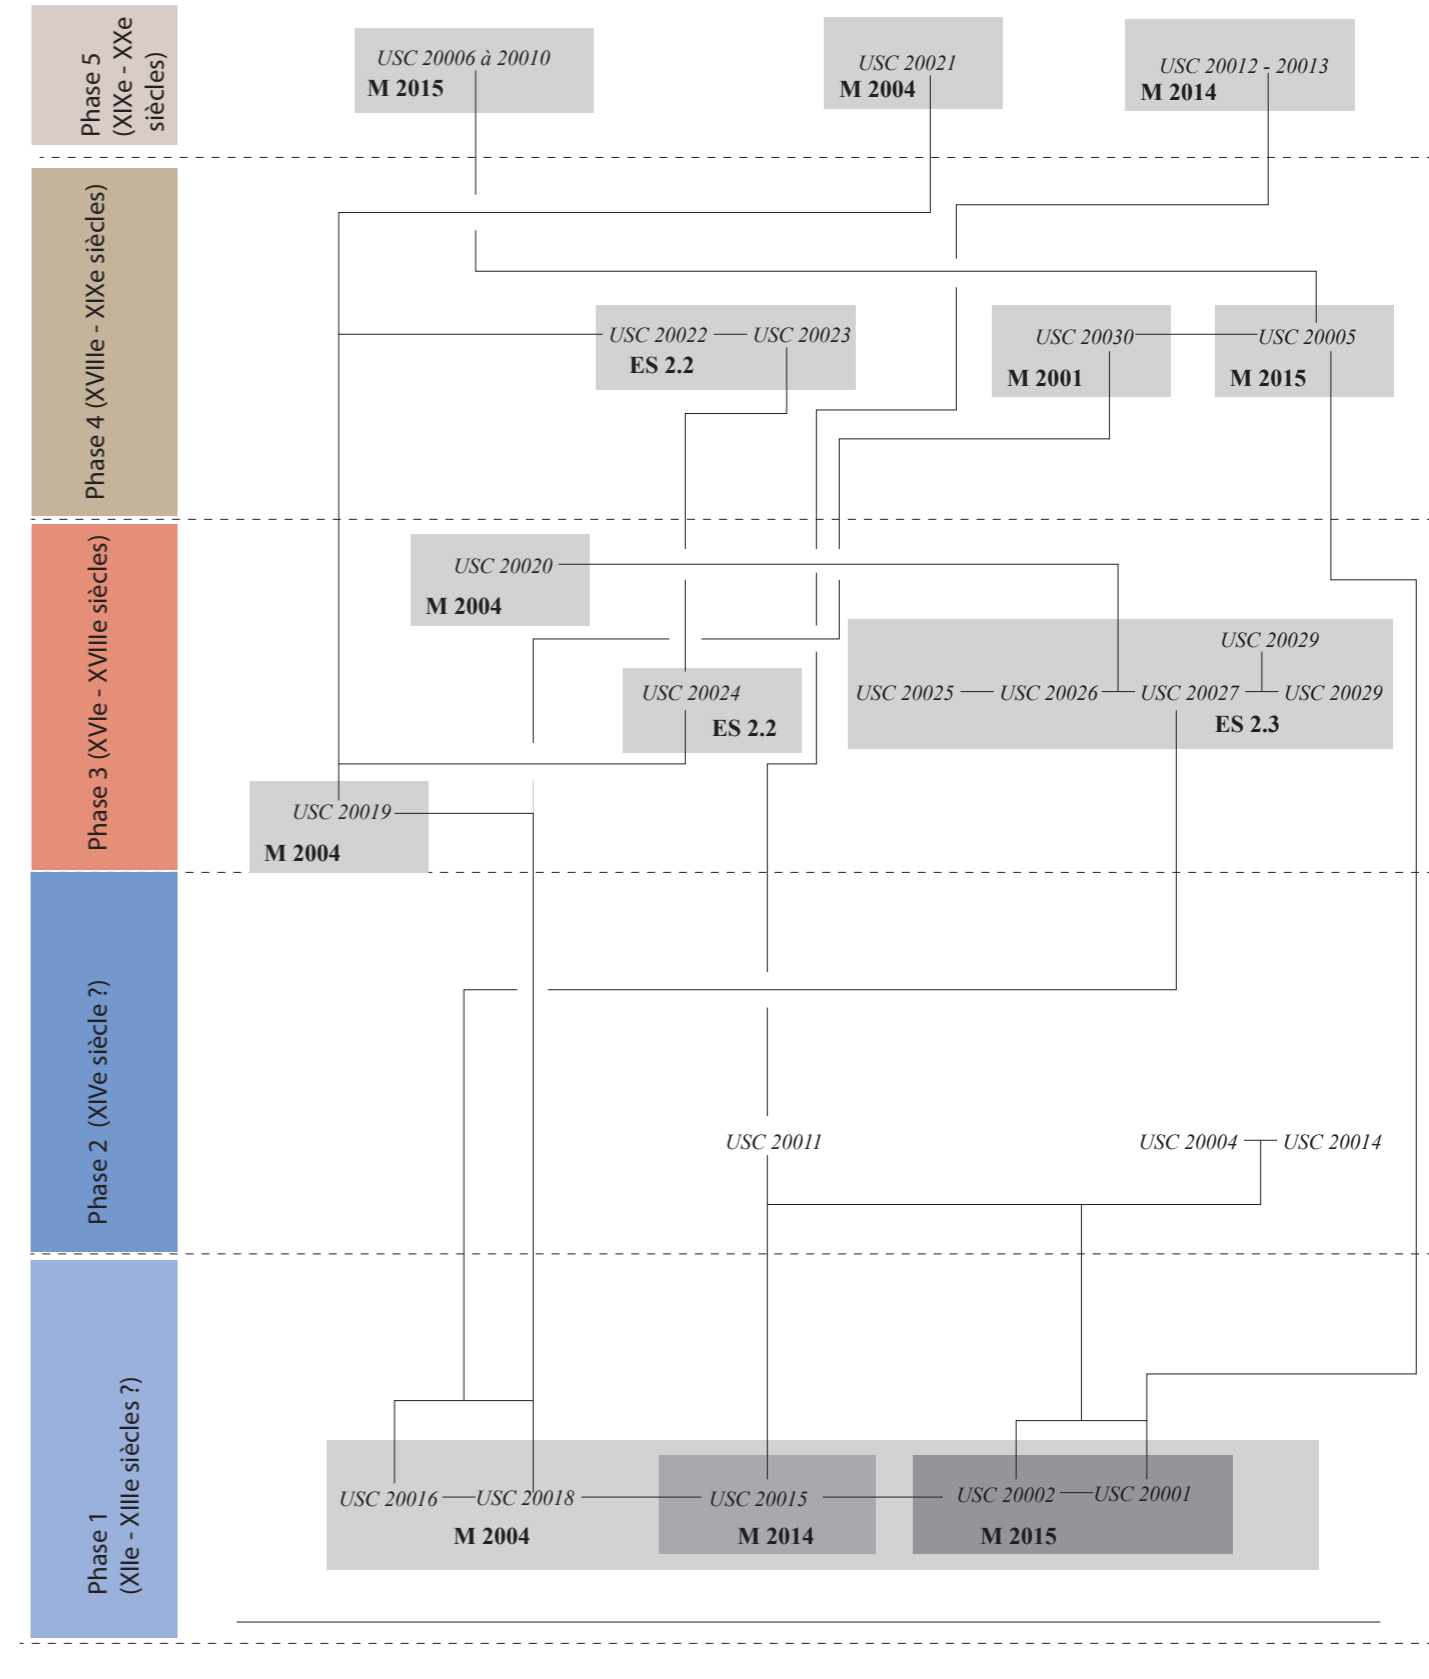 Phase 5
(XIXe - XXe
siècles)
USC 20006 à 20010
M 2015
USC 20021
M 2004
USC 20012 - 20013
M 2014
Phase 4 (XVIIIe - XIXe siècles)
USC 20022
USC 20023
ES 2.2
USC 20030
M 2001
USC 20005
M 2015
Phase 3 (XVIe - XVIIIe siècles)
USC 20020
M 2004
USC 20029
USC 20024
ES 2.2
USC 20025
USC 20026
USC 20027
USC 20029
ES 2.3
USC 20019
M 2004
Phase 2 (XIVe siècle ?)
USC 20011
USC 20004
USC 20014
Phase 1
(XIIe - XIIIe siècles ?)
USC 20016
USC 20018
USC 20015
USC 20002
USC 20001
M 2004
M 2014
M 2015